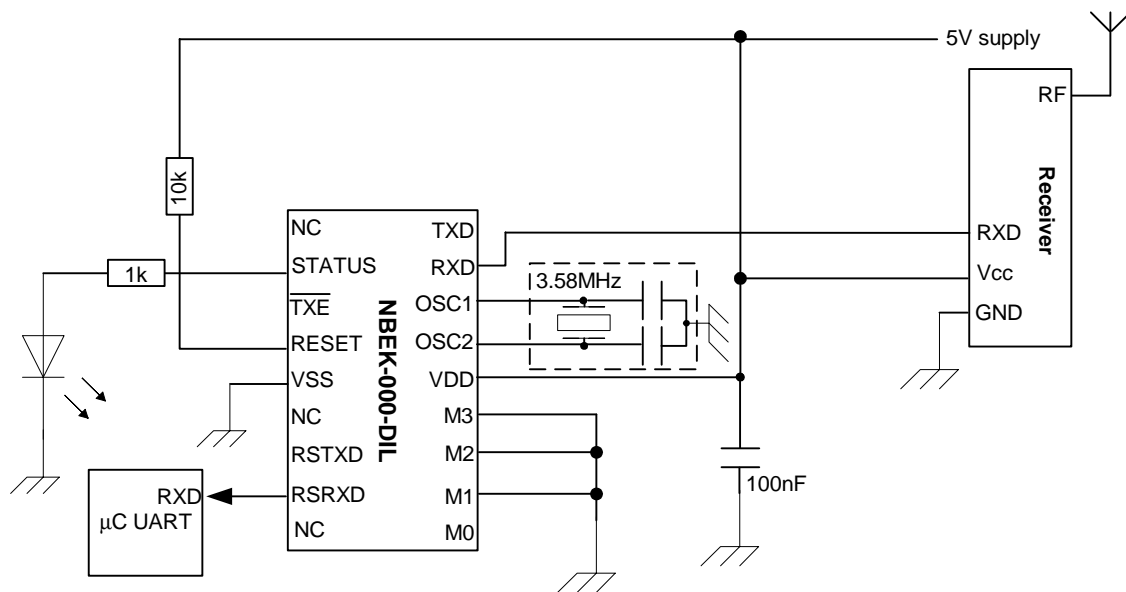 5V supply
RF
Receiver
RXD
Vcc
GND
10k
1k
NC
STATUS
TXE
RESET
VSS
NC
RSTXD
RSRXD
NC
NBEK-000-DIL
TXD
RXD
OSC1
OSC2
VDD
M3
M2
M1
M0
3.58MHz
100nF
RXD
μC UART